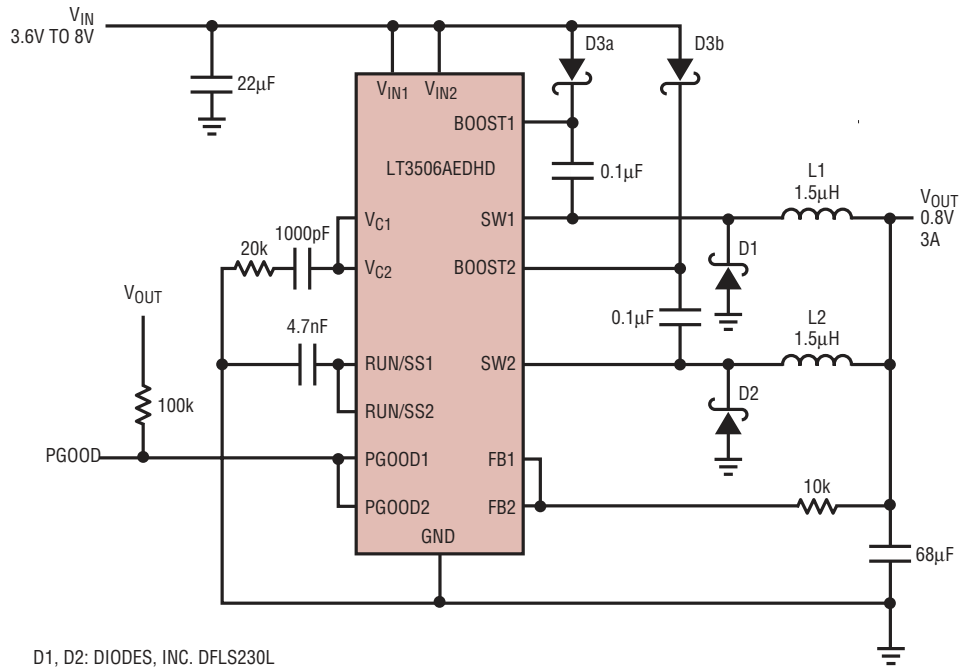 VIN
3.6V TO 8V
D3a
D3b
22µF
VIN1 VIN2
BOOST1
LT3506AEDHD
0.1µF
L1
1.5µH
VOUT
0.8V
3A
VC1
SW1
1000pF
20k
D1
VC2
BOOST2
VOUT
0.1µF
L2
1.5µH
4.7nF
RUN/SS1
SW2
D2
100k
RUN/SS2
PGOOD
PGOOD1
FB1
10k
PGOOD2
FB2
GND
68µF
D1, D2: DIODES, INC. DFLS230L